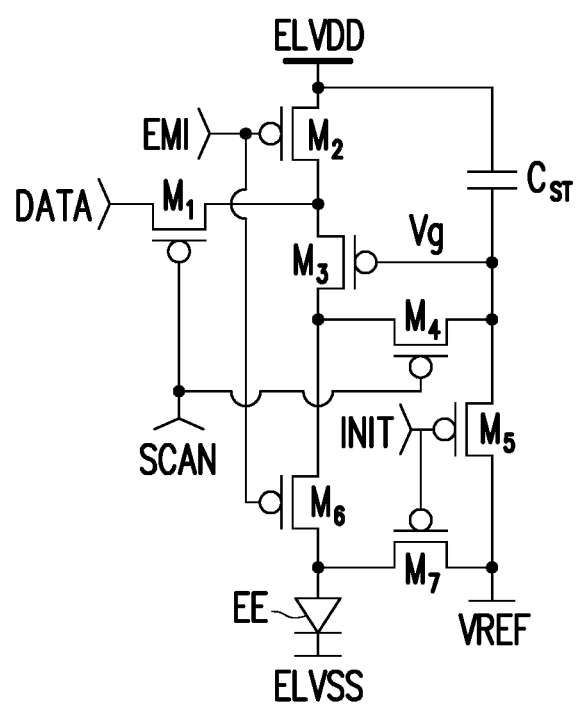 ELVDD
EMI
M2
CST
DATA
M1
Vg
M3
M4
INIT
M5
SCAN
M6
M7
EE
VREF
ELVSS